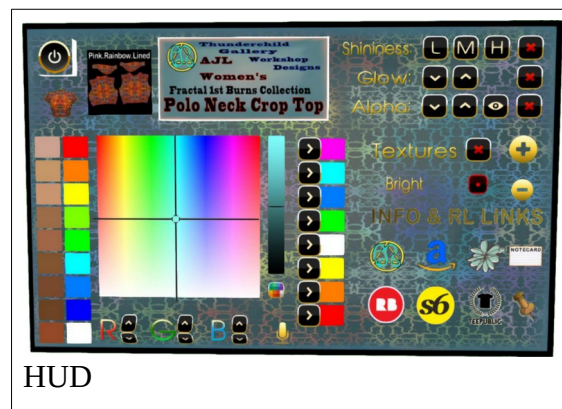 Pink.Rainbow.Lined
Thunderchild
Gallery
AJL Workshop
Designs
Women's
Fractal 1st Burns Collection
Polo Neck Crop Top
Shininess: L M H
Glow:
Alpha:
Textures
Bright
INFO & RL LINKS
a
NOTECARD
RB
s6
TEEPUBLIC
R G B
HUD